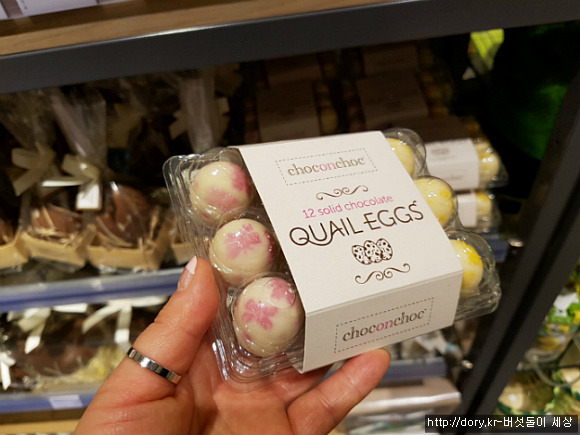 choconchoc
12 solid chocolate
QUAIL EGGS
choconchoc
http://dory.kr-버섯돌이 세상